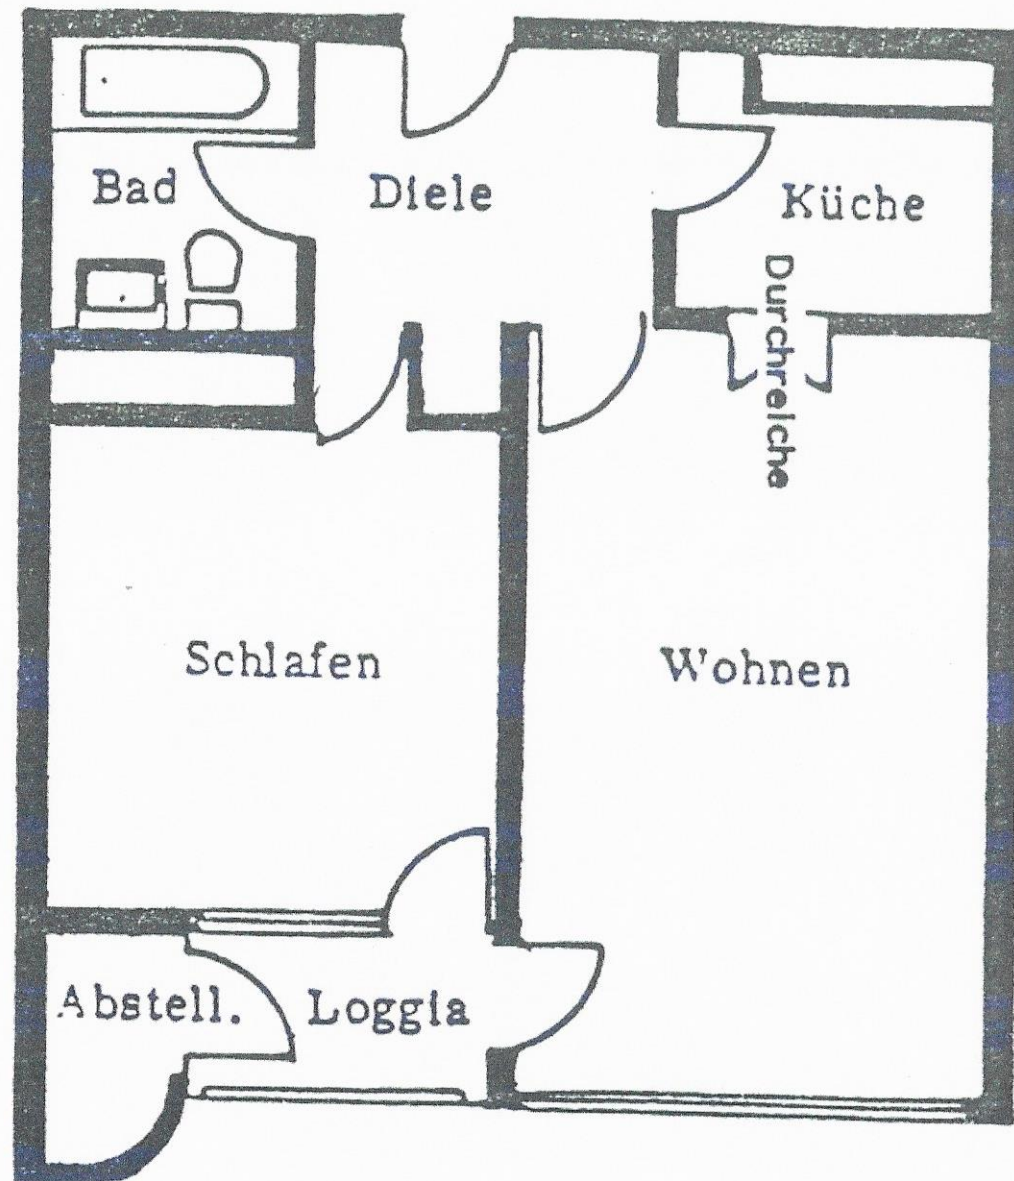 Bad
Diele
Küche
Durchreiche
Schlafen
Wohnen
Abstell.
Loggia